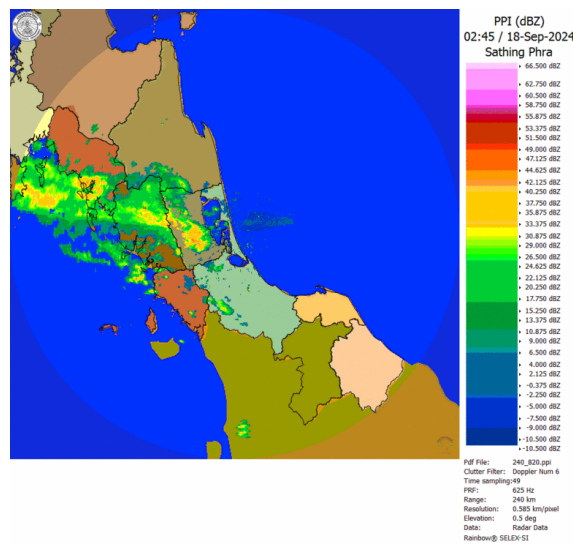 PPI (dBZ)
02:45 / 18-Sep-2024
Sathing Phra
66.500 dBZ
62.750 dBZ
60.500 dBZ
58.750 dBZ
55.875 dBZ
53.375 dBZ
51.500 dBZ
49.000 dBZ
47.125 dBZ
44.625 dBZ
42.125 dBZ
40.250 dBZ
37.750 dBZ
35.875 dBZ
33.375 dBZ
30.875 dBZ
29.000 dBZ
26.500 dBZ
24.625 dBZ
22.125 dBZ
20.250 dBZ
17.750 dBZ
15.250 dBZ
13.375 dBZ
10.875 dBZ
9.000 dBZ
6.500 dBZ
4.000 dBZ
2.125 dBZ
-0.375 dBZ
-2.250 dBZ
-5.000 dBZ
-7.500 dBZ
-9.000 dBZ
-10.500 dBZ
-10.500 dBZ
Pdf File: 240_820.ppi
Clutter Filter: Doppler Num 6
Time sampling:49
PRF: 625 Hz
Range: 240 km
Resolution: 0.585 km/pixel
Elevation: 0.5 deg
Data: Radar Data
Rainbow® SELEX-SI